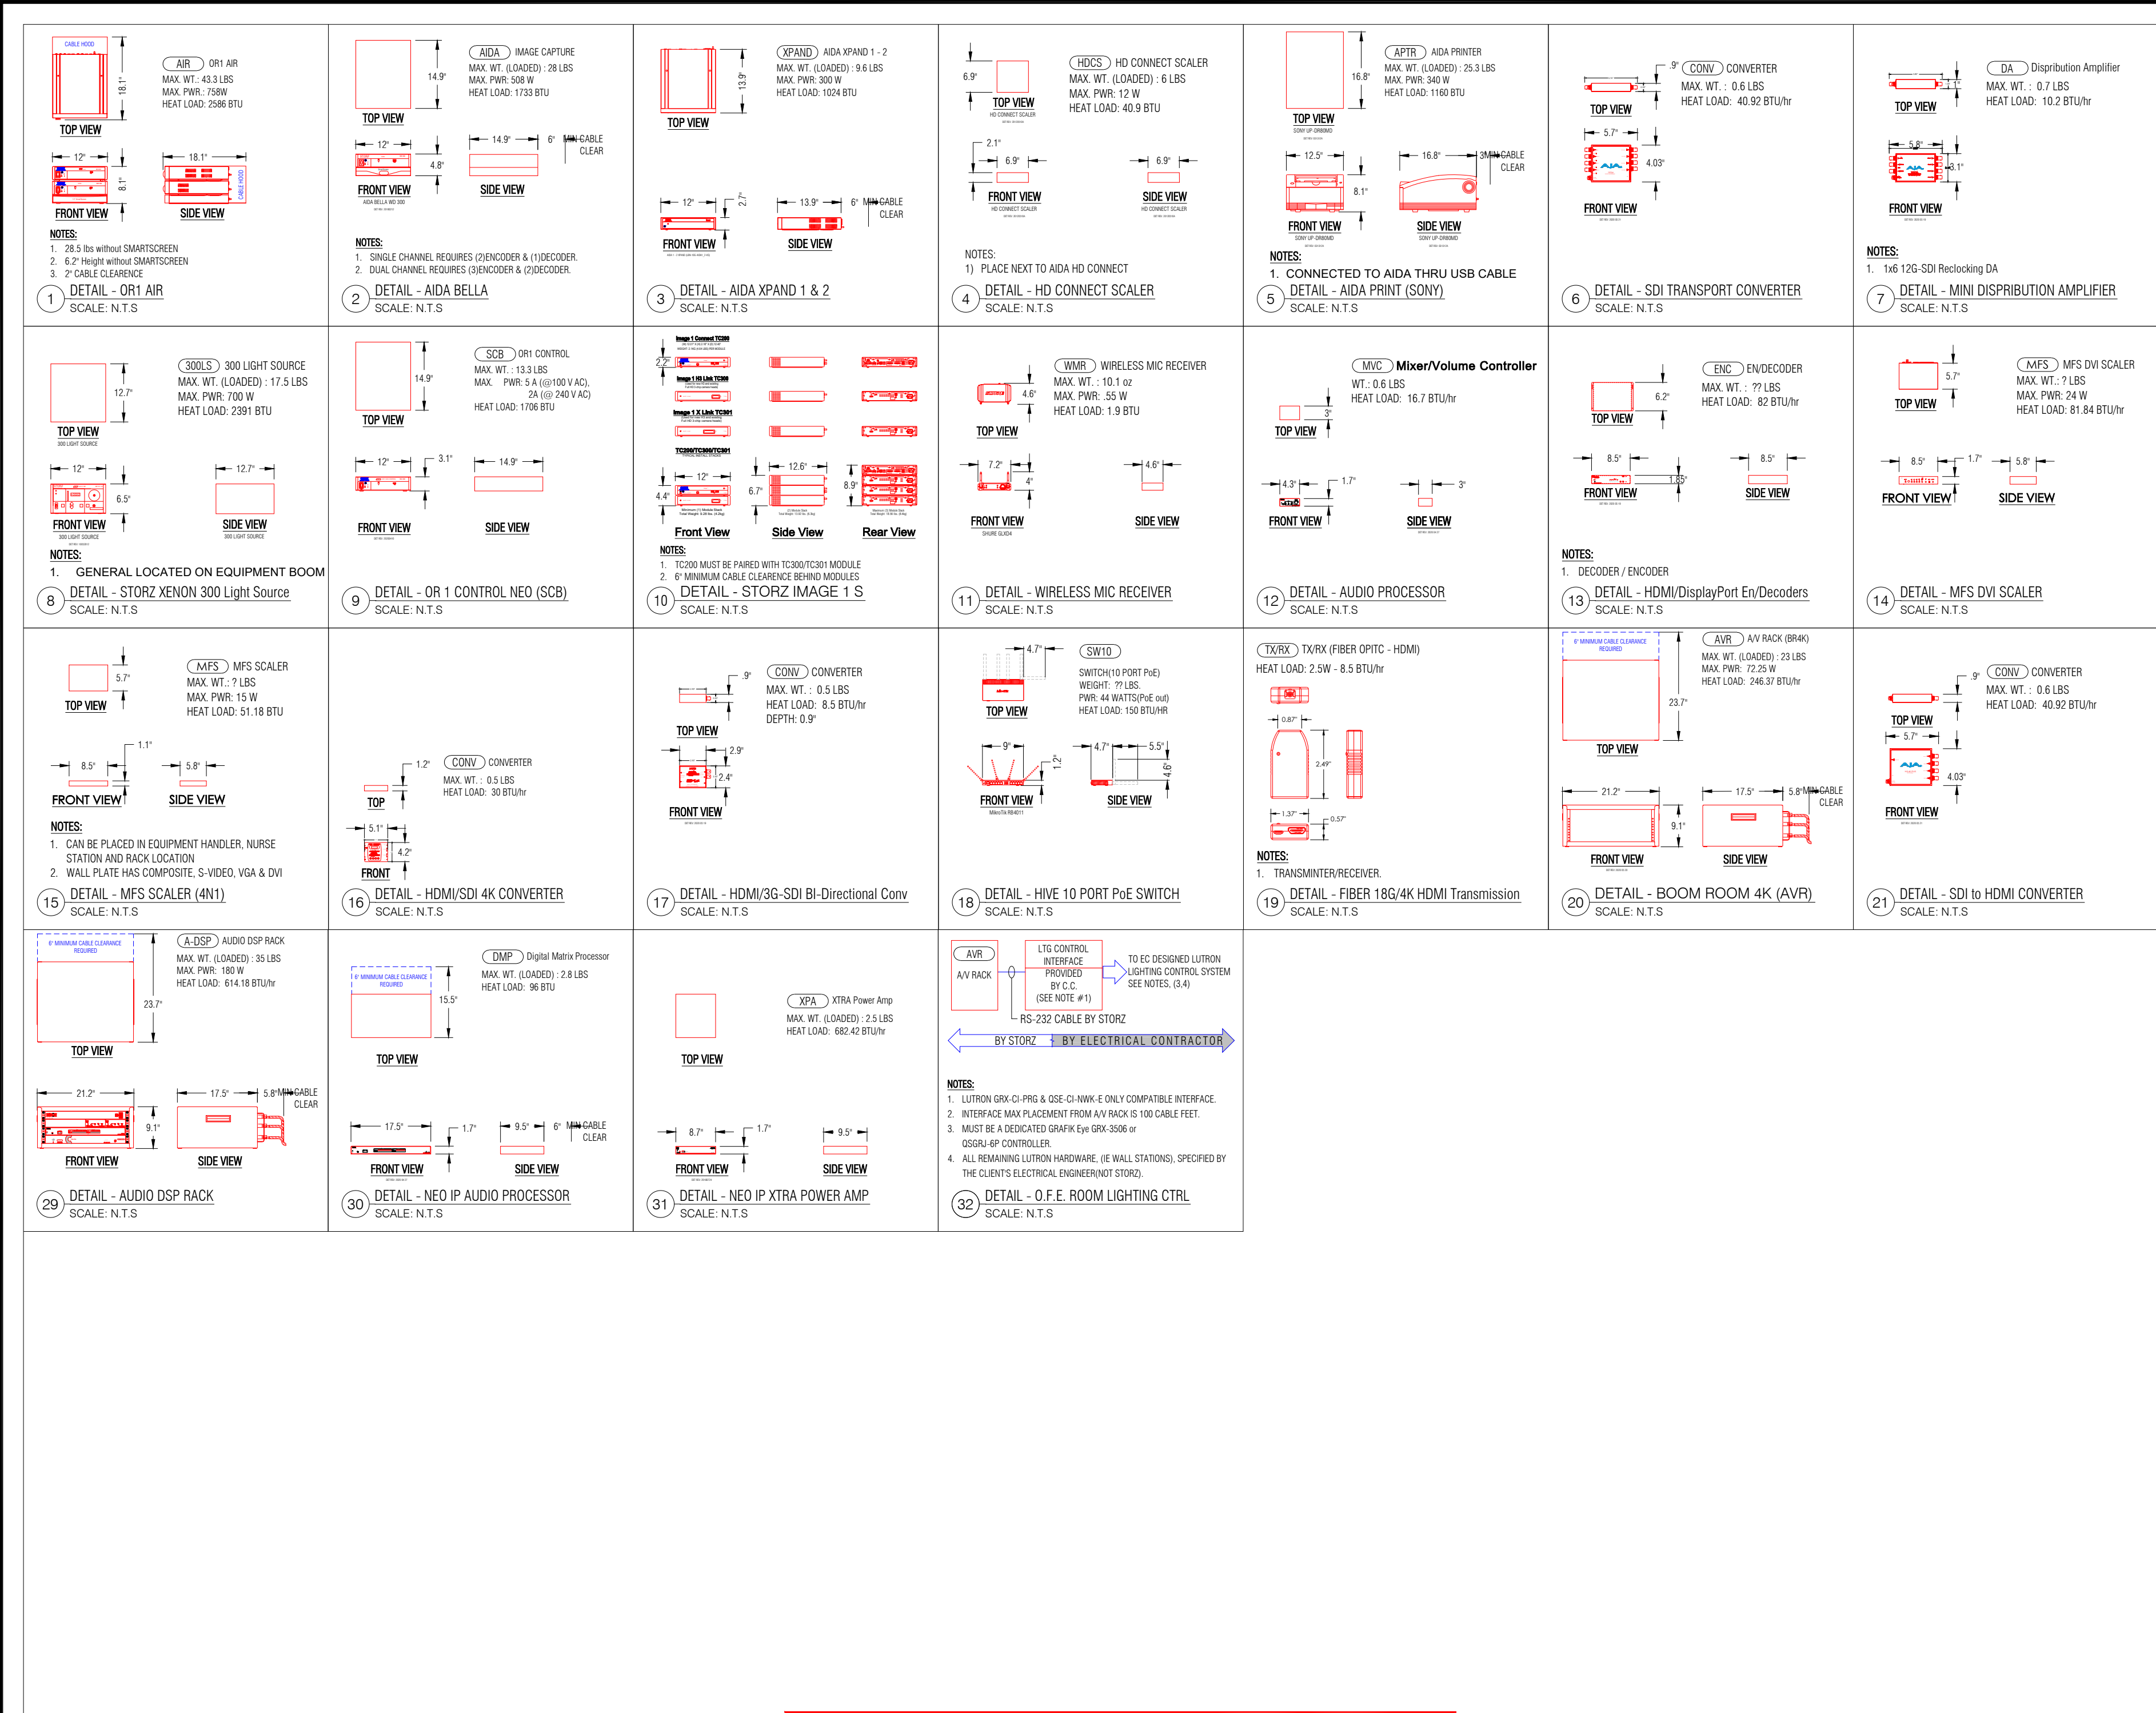 CABLE HOOD
18.1"
TOP VIEW
AIR OR1 AIR
MAX. WT.: 43.3 LBS
MAX. PWR.: 758W
HEAT LOAD: 2586 BTU
12"
8.1"
FRONT VIEW
18.1"
CABLE HOOD
SIDE VIEW
NOTES:
1. 28.5 lbs without SMARTSCREEN
2. 6.2" Height without SMARTSCREEN
3. 2" CABLE CLEARENCE
1 DETAIL - OR1 AIR
SCALE: N.T.S
14.9"
TOP VIEW
AIDA IMAGE CAPTURE
MAX. WT. (LOADED) : 28 LBS
MAX. PWR: 508 W
HEAT LOAD: 1733 BTU
12"
4.8"
FRONT VIEW
AIDA BELLA WD 300
14.9"
6" MIN CABLE
CLEAR
SIDE VIEW
NOTES:
1. SINGLE CHANNEL REQUIRES (2)ENCODER & (1)DECODER.
2. DUAL CHANNEL REQUIRES (3)ENCODER & (2)DECODER.
2 DETAIL - AIDA BELLA
SCALE: N.T.S
13.9"
TOP VIEW
XPAND AIDA XPAND 1 - 2
MAX. WT. (LOADED) : 9.6 LBS
MAX. PWR: 300 W
HEAT LOAD: 1024 BTU
12"
2.7"
FRONT VIEW
13.9"
6" MIN CABLE
CLEAR
SIDE VIEW
3 DETAIL - AIDA XPAND 1 & 2
SCALE: N.T.S
6.9"
TOP VIEW
HD CONNECT SCALER
HDCS HD CONNECT SCALER
MAX. WT. (LOADED) : 6 LBS
MAX. PWR: 12 W
HEAT LOAD: 40.9 BTU
2.1"
6.9"
FRONT VIEW
HD CONNECT SCALER
6.9"
SIDE VIEW
HD CONNECT SCALER
NOTES:
1) PLACE NEXT TO AIDA HD CONNECT
4 DETAIL - HD CONNECT SCALER
SCALE: N.T.S
16.8"
TOP VIEW
SONY UP-DR80MD
APTR AIDA PRINTER
MAX. WT. (LOADED) : 25.3 LBS
MAX. PWR: 340 W
HEAT LOAD: 1160 BTU
12.5"
8.1"
FRONT VIEW
SONY UP-DR80MD
16.8"
3" MIN CABLE
CLEAR
SIDE VIEW
SONY UP-DR80MD
NOTES:
1. CONNECTED TO AIDA THRU USB CABLE
5 DETAIL - AIDA PRINT (SONY)
SCALE: N.T.S
.9"
TOP VIEW
CONV CONVERTER
MAX. WT. : 0.6 LBS
HEAT LOAD: 40.92 BTU/hr
5.7"
4.03"
AJA
FRONT VIEW
6 DETAIL - SDI TRANSPORT CONVERTER
SCALE: N.T.S
1"
TOP VIEW
DA Dispribution Amplifier
MAX. WT. : 0.7 LBS
HEAT LOAD: 10.2 BTU/hr
5.8"
3.1"
AJA
FRONT VIEW
NOTES:
1. 1x6 12G-SDI Reclocking DA
7 DETAIL - MINI DISPRIBUTION AMPLIFIER
SCALE: N.T.S
12.7"
TOP VIEW
300 LIGHT SOURCE
300LS 300 LIGHT SOURCE
MAX. WT. (LOADED) : 17.5 LBS
MAX. PWR: 700 W
HEAT LOAD: 2391 BTU
12"
6.5"
FRONT VIEW
300 LIGHT SOURCE
12.7"
SIDE VIEW
300 LIGHT SOURCE
NOTES:
1. GENERAL LOCATED ON EQUIPMENT BOOM
8 DETAIL - STORZ XENON 300 Light Source
SCALE: N.T.S
14.9"
TOP VIEW
SCB OR1 CONTROL
MAX. WT. : 13.3 LBS
MAX. PWR: 5 A (@100 V AC),
2A (@ 240 V AC)
HEAT LOAD: 1706 BTU
12"
3.1"
14.9"
FRONT VIEW
SIDE VIEW
9 DETAIL - OR 1 CONTROL NEO (SCB)
SCALE: N.T.S
Image 1 Connect TC200
2.2"
Image 1 H3 Link TC300
Image 1 X Link TC301
TC200/TC300/TC301
TYPICAL INSTALL STACKS
12"
4.4"
12.6"
6.7"
8.9"
Front View
Side View
Rear View
NOTES:
1. TC200 MUST BE PAIRED WITH TC300/TC301 MODULE
2. 6" MINIMUM CABLE CLEARENCE BEHIND MODULES
10 DETAIL - STORZ IMAGE 1 S
SCALE: N.T.S
4.6"
TOP VIEW
WMR WIRELESS MIC RECEIVER
MAX. WT. : 10.1 oz
MAX. PWR: .55 W
HEAT LOAD: 1.9 BTU
7.2"
4"
FRONT VIEW
SHURE GLXD4
4.6"
SIDE VIEW
11 DETAIL - WIRELESS MIC RECEIVER
SCALE: N.T.S
3"
TOP VIEW
MVC Mixer/Volume Controller
WT.: 0.6 LBS
HEAT LOAD: 16.7 BTU/hr
4.3"
1.7"
FRONT VIEW
3"
SIDE VIEW
12 DETAIL - AUDIO PROCESSOR
SCALE: N.T.S
6.2"
TOP VIEW
ENC EN/DECODER
MAX. WT. : ?? LBS
HEAT LOAD: 82 BTU/hr
8.5"
1.85"
FRONT VIEW
8.5"
SIDE VIEW
NOTES:
1. DECODER / ENCODER
13 DETAIL - HDMI/DisplayPort En/Decoders
SCALE: N.T.S
5.7"
TOP VIEW
MFS MFS DVI SCALER
MAX. WT.: ? LBS
MAX. PWR: 24 W
HEAT LOAD: 81.84 BTU/hr
8.5"
1.7"
5.8"
FRONT VIEW
SIDE VIEW
14 DETAIL - MFS DVI SCALER
SCALE: N.T.S
5.7"
TOP VIEW
MFS MFS SCALER
MAX. WT.: ? LBS
MAX. PWR: 15 W
HEAT LOAD: 51.18 BTU
1.1"
8.5"
5.8"
FRONT VIEW
SIDE VIEW
NOTES:
1. CAN BE PLACED IN EQUIPMENT HANDLER, NURSE
STATION AND RACK LOCATION
2. WALL PLATE HAS COMPOSITE, S-VIDEO, VGA & DVI
15 DETAIL - MFS SCALER (4N1)
SCALE: N.T.S
1.2"
TOP
CONV CONVERTER
MAX. WT. : 0.5 LBS
HEAT LOAD: 30 BTU/hr
5.1"
4.2"
FRONT
16 DETAIL - HDMI/SDI 4K CONVERTER
SCALE: N.T.S
.9"
TOP VIEW
CONV CONVERTER
MAX. WT. : 0.5 LBS
HEAT LOAD: 8.5 BTU/hr
DEPTH: 0.9"
2.9"
2.4"
FRONT VIEW
17 DETAIL - HDMI/3G-SDI BI-Directional Conv
SCALE: N.T.S
4.7"
TOP VIEW
SW10
SWITCH(10 PORT PoE)
WEIGHT: ?? LBS.
PWR: 44 WATTS(PoE out)
HEAT LOAD: 150 BTU/HR
9"
1.2"
FRONT VIEW
MikroTik RB4011
4.7"
5.5"
4.6"
SIDE VIEW
18 DETAIL - HIVE 10 PORT PoE SWITCH
SCALE: N.T.S
TX/RX TX/RX (FIBER OPITC - HDMI)
HEAT LOAD: 2.5W - 8.5 BTU/hr
0.87"
2.49"
1.37"
0.57"
NOTES:
1. TRANSMINTER/RECEIVER.
19 DETAIL - FIBER 18G/4K HDMI Transmission
SCALE: N.T.S
6" MINIMUM CABLE CLEARANCE
REQUIRED
23.7"
TOP VIEW
AVR A/V RACK (BR4K)
MAX. WT. (LOADED) : 23 LBS
MAX. PWR: 72.25 W
HEAT LOAD: 246.37 BTU/hr
21.2"
9.1"
FRONT VIEW
17.5"
5.8" MIN CABLE
CLEAR
SIDE VIEW
20 DETAIL - BOOM ROOM 4K (AVR)
SCALE: N.T.S
.9"
TOP VIEW
CONV CONVERTER
MAX. WT. : 0.6 LBS
HEAT LOAD: 40.92 BTU/hr
5.7"
4.03"
AJA
FRONT VIEW
21 DETAIL - SDI to HDMI CONVERTER
SCALE: N.T.S
6" MINIMUM CABLE CLEARANCE
REQUIRED
23.7"
TOP VIEW
A-DSP AUDIO DSP RACK
MAX. WT. (LOADED) : 35 LBS
MAX. PWR: 180 W
HEAT LOAD: 614.18 BTU/hr
21.2"
9.1"
FRONT VIEW
17.5"
5.8" MIN CABLE
CLEAR
SIDE VIEW
29 DETAIL - AUDIO DSP RACK
SCALE: N.T.S
6" MINIMUM CABLE CLEARANCE
REQUIRED
15.5"
TOP VIEW
DMP Digital Matrix Processor
MAX. WT. (LOADED) : 2.8 LBS
HEAT LOAD: 96 BTU
17.5"
1.7"
FRONT VIEW
9.5"
6" MIN CABLE
CLEAR
SIDE VIEW
30 DETAIL - NEO IP AUDIO PROCESSOR
SCALE: N.T.S
TOP VIEW
XPA XTRA Power Amp
MAX. WT. (LOADED) : 2.5 LBS
HEAT LOAD: 682.42 BTU/hr
8.7"
1.7"
FRONT VIEW
9.5"
SIDE VIEW
31 DETAIL - NEO IP XTRA POWER AMP
SCALE: N.T.S
AVR
A/V RACK
LTG CONTROL
INTERFACE
PROVIDED
BY C.C.
(SEE NOTE #1)
TO EC DESIGNED LUTRON
LIGHTING CONTROL SYSTEM
SEE NOTES, (3,4)
RS-232 CABLE BY STORZ
BY STORZ
BY ELECTRICAL CONTRACTOR
NOTES:
1. LUTRON GRX-CI-PRG & QSE-CI-NWK-E ONLY COMPATIBLE INTERFACE.
2. INTERFACE MAX PLACEMENT FROM A/V RACK IS 100 CABLE FEET.
3. MUST BE A DEDICATED GRAFIK Eye GRX-3506 or
QSGRJ-6P CONTROLLER.
4. ALL REMAINING LUTRON HARDWARE, (IE WALL STATIONS), SPECIFIED BY
THE CLIENT'S ELECTRICAL ENGINEER(NOT STORZ).
32 DETAIL - O.F.E. ROOM LIGHTING CTRL
SCALE: N.T.S